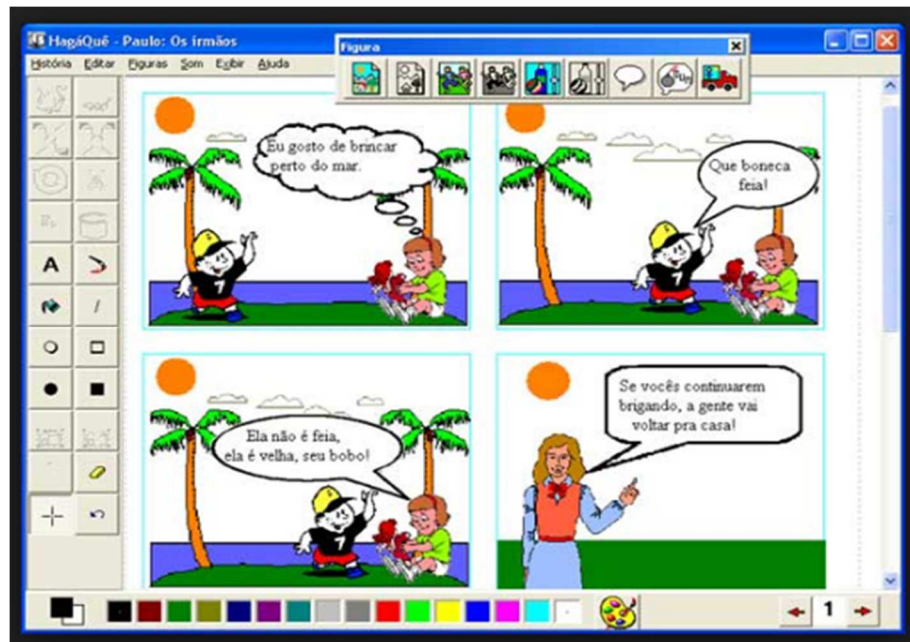 HagáQuê - Paulo: Os irmãos
História Editar Figuras Som Exibir Ajuda
Figura
Eu gosto de brincar
perto do mar.
7
Que boneca
feia!
7
Ela não é feia,
ela é velha, seu bobo!
7
Se vocês continuarem
brigando, a gente vai
voltar pra casa!
A
1